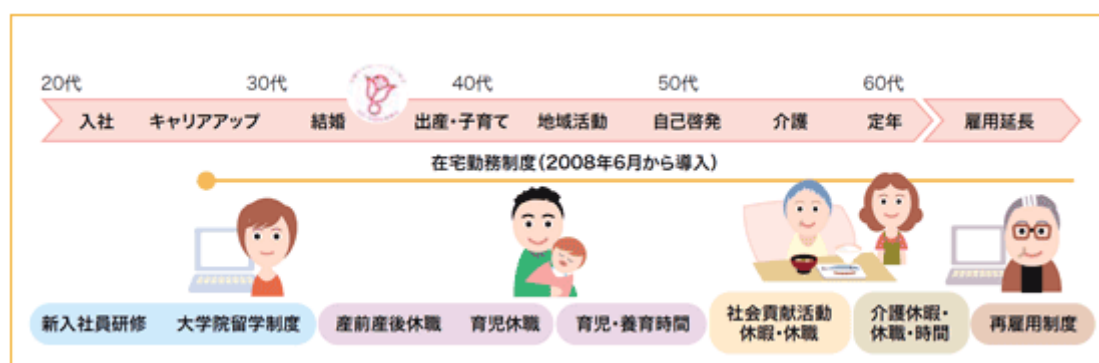 20代 30代 40代 50代 60代
入社 キャリアアップ 結婚 出産・子育て 地域活動 自己啓発 介護 定年 雇用延長
在宅勤務制度(2008年6月から導入)
新入社員研修 大学院留学制度 産前産後休職 育児休職 育児・養育時間 社会貢献活動
休暇・休職 介護休暇・
休職・時間 再雇用制度